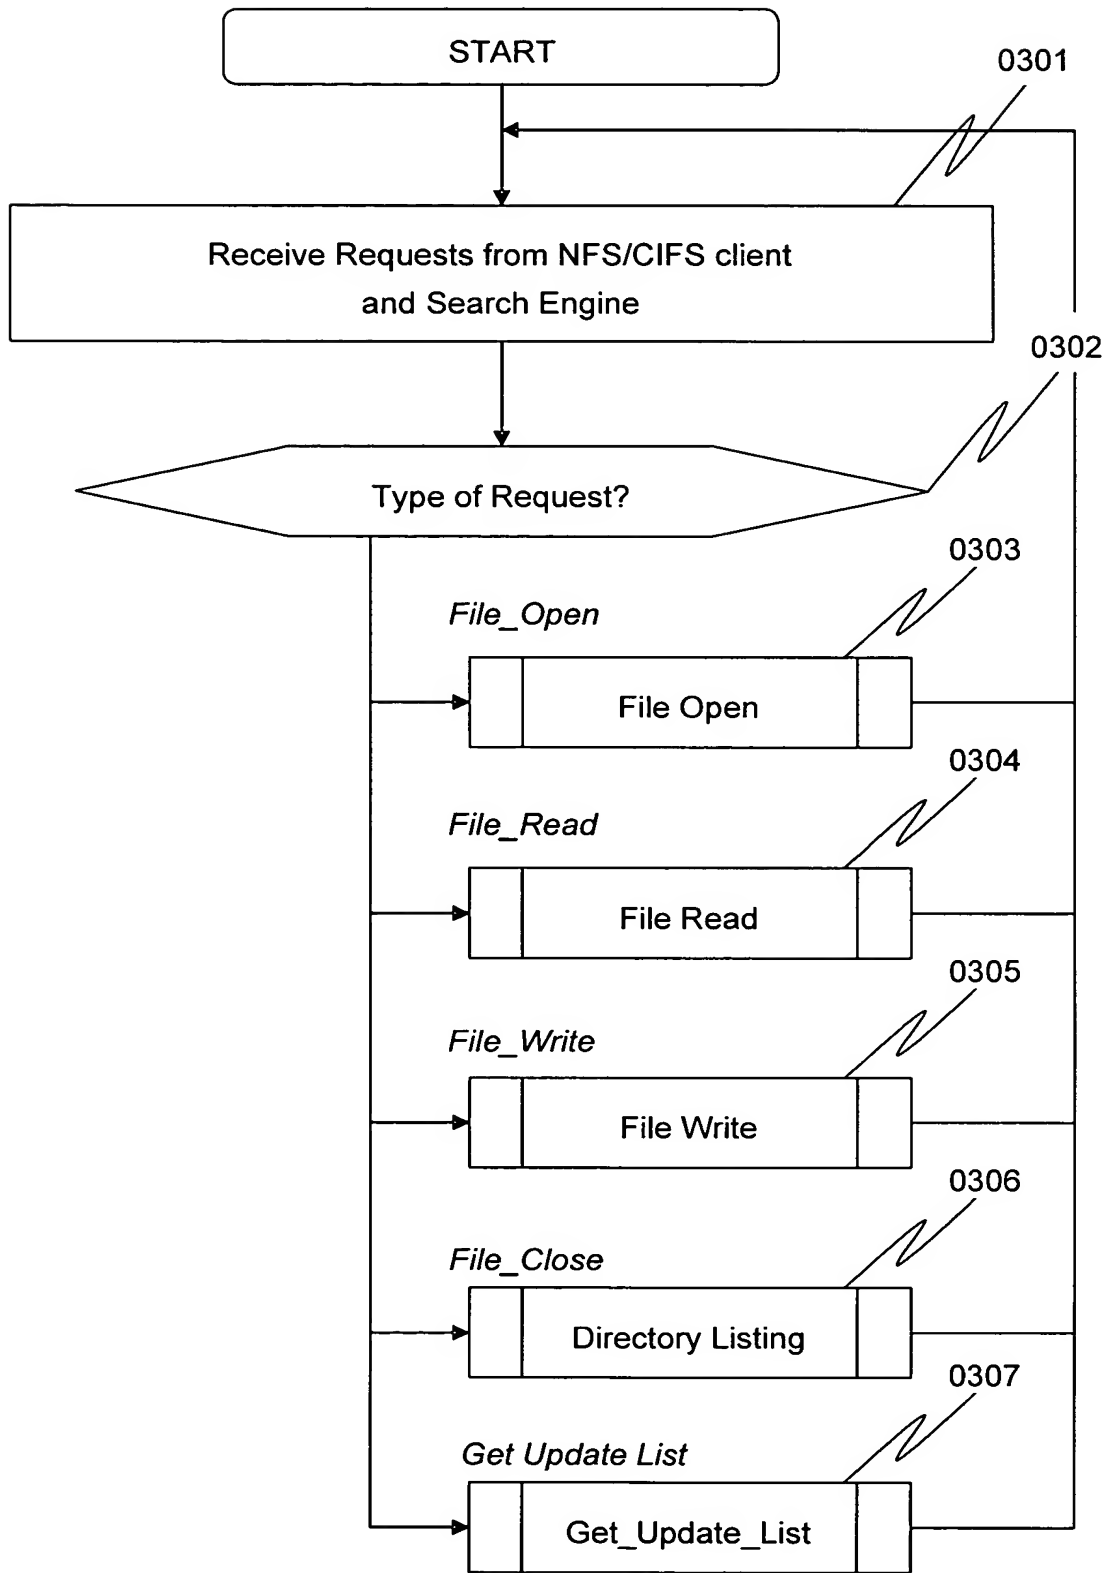 START
0301
Receive Requests from NFS/CIFS client
and Search Engine
0302
Type of Request?
0303
File_Open
File Open
0304
File_Read
File Read
0305
File_Write
File Write
0306
File_Close
Directory Listing
0307
Get Update List
Get_Update_List